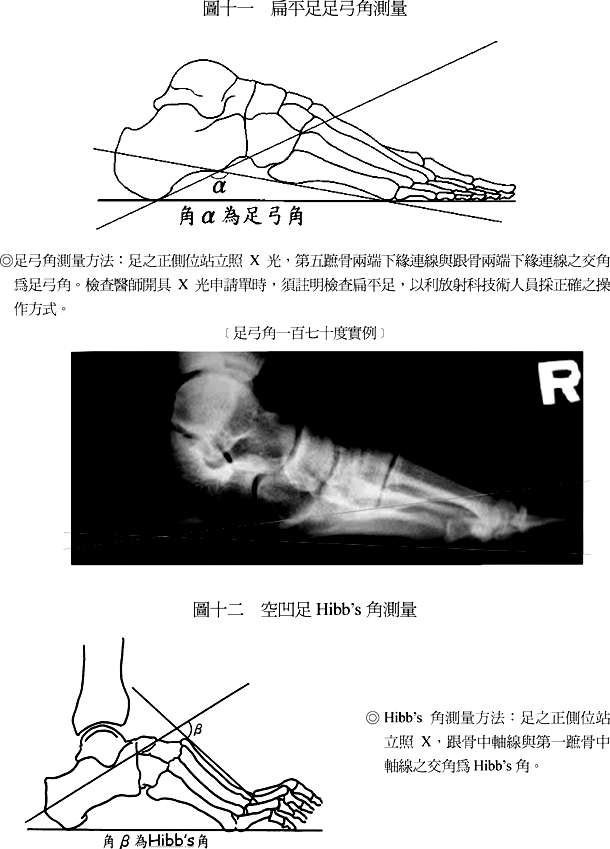 圖十一　扁平足足弓角測量
α
角α為足弓角
◎足弓角測量方法：足之正側位站立照 X 光，第五蹠骨兩端下緣連線與跟骨兩端下緣連線之交角
為足弓角。檢查醫師開具 X 光申請單時，須註明檢查扁平足，以利放射科技術人員採正確之操
作方式。
﹝足弓角一百七十度實例﹞
R
圖十二　空凹足 Hibb's 角測量
β
◎ Hibb's 角測量方法：足之正側位站
立照 X，跟骨中軸線與第一蹠骨中
軸線之交角爲 Hibb's 角。
角β為Hibb's角